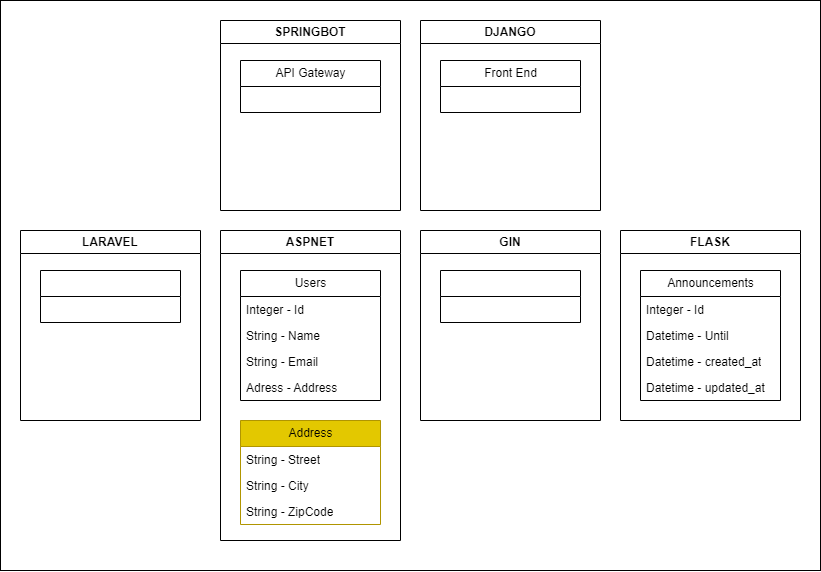 SPRINGBOT
API Gateway
DJANGO
Front End
LARAVEL
ASPNET
Users
Integer - Id
String - Name
String - Email
Adress - Address
Address
String - Street
String - City
String - ZipCode
GIN
FLASK
Announcements
Integer - Id
Datetime - Until
Datetime - created_at
Datetime - updated_at